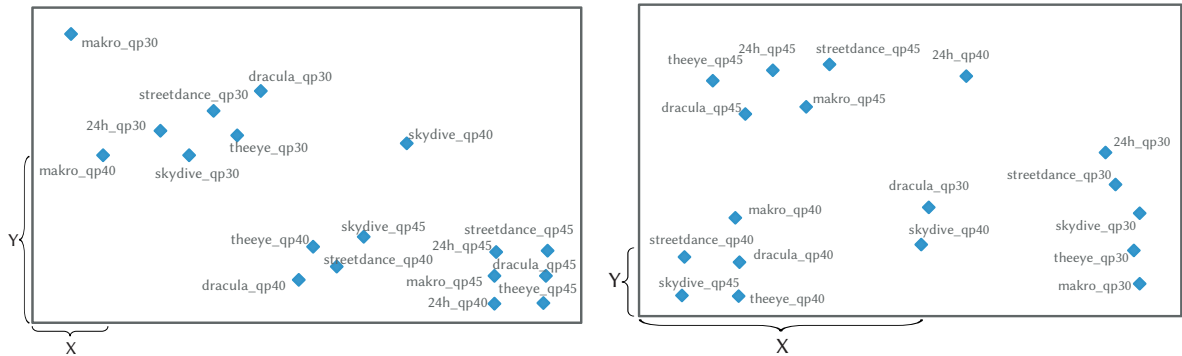 makro_qp30
dracula_qp30
streetdance_qp30
24h_qp30
skydive_qp40
theeye_qp30
makro_qp40
skydive_qp30
skydive_qp45
streetdance_qp45
theeye_qp40
24h_qp45
streetdance_qp40
dracula_qp45
dracula_qp40
makro_qp45
theeye_qp45
24h_qp40
Y
X
24h_qp45
streetdance_qp45
theeye_qp45
24h_qp40
dracula_qp45
makro_qp45
24h_qp30
streetdance_qp30
dracula_qp30
makro_qp40
skydive_qp30
skydive_qp40
streetdance_qp40
dracula_qp40
theeye_qp30
skydive_qp45
makro_qp30
theeye_qp40
Y
X